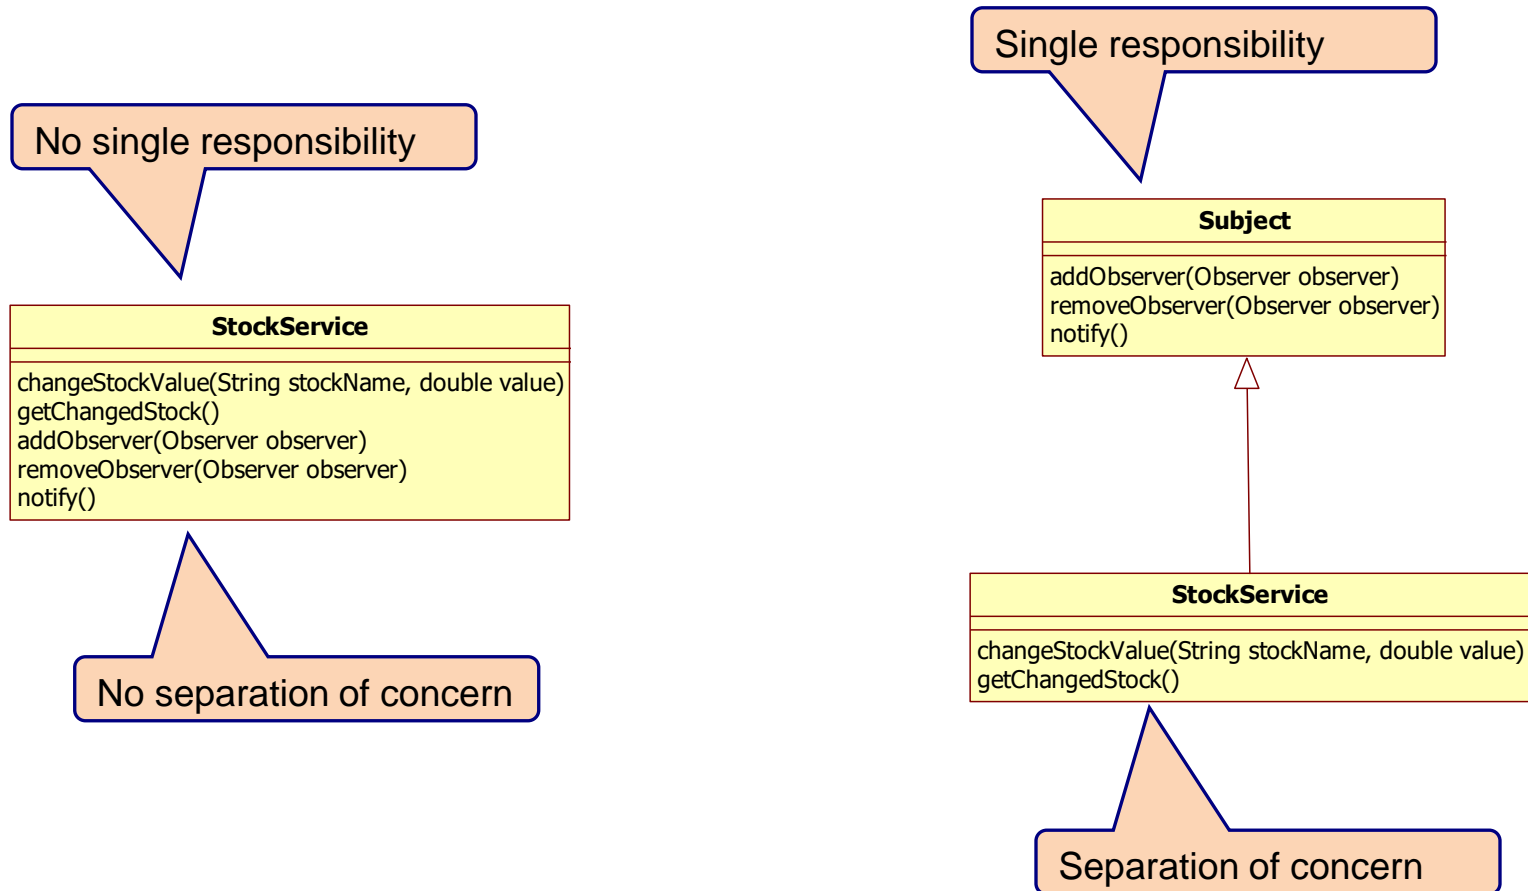 No single responsibility
StockService
changeStockValue(String stockName, double value)
getChangedStock()
addObserver(Observer observer)
removeObserver(Observer observer)
notify()
No separation of concern
Single responsibility
Subject
addObserver(Observer observer)
removeObserver(Observer observer)
notify()
StockService
changeStockValue(String stockName, double value)
getChangedStock()
Separation of concern